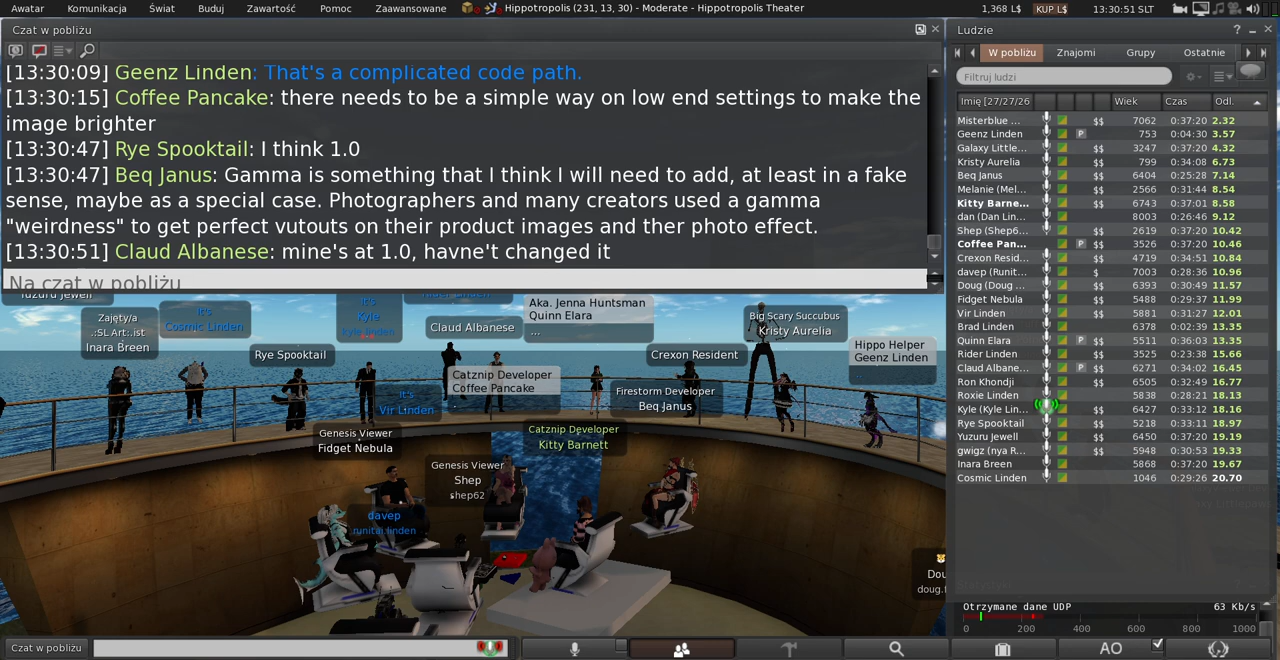 Awatar Komunikacja Świat Buduj Zawartość Pomoc Zaawansowane Hippotropolis (231, 13, 30) - Moderate - Hippotropolis Theater 1,368 L$ KUP L$ 13:30:51 SLT
Czat w pobliżu
[13:30:09] Geenz Linden: That's a complicated code path.
[13:30:15] Coffee Pancake: there needs to be a simple way on low end settings to make the
image brighter
[13:30:47] Rye Spooktail: I think 1.0
[13:30:47] Beq Janus: Gamma is something that I think I will need to add, at least in a fake
sense, maybe as a special case. Photographers and many creators used a gamma
"weirdness" to get perfect vutouts on their product images and ther photo effect.
[13:30:51] Claud Albanese: mine's at 1.0, havne't changed it
Na czat w pobliżu
Yuzuru Jewell
Zajęty/a
.:SL Art:.ist
Inara Breen
It's
Cosmic Linden
It's
Kyle
kyle.linden
Rye Spooktail
Claud Albanese
Aka. Jenna Huntsman
Quinn Elara
...
Big Scary Succubus
Kristy Aurelia
Crexon Resident
Hippo Helper
Geenz Linden
Catznip Developer
Coffee Pancake
It's
Vir Linden
Firestorm Developer
Beq Janus
Genesis Viewer
Fidget Nebula
Catznip Developer
Kitty Barnett
Genesis Viewer
Shep
shep62
davep
runitai.linden
Dou
doug.
Ludzie
W pobliżu Znajomi Grupy Ostatnie
Filtruj ludzi
Imię [27/27/26 Wiek Czas Odl.
Misterblue ... $$ 7062 0:37:20 2.32
Geenz Linden P 753 0:04:30 3.57
Galaxy Little... $$ 3247 0:37:20 4.32
Kristy Aurelia $$ 799 0:34:08 6.73
Beq Janus $$ 6404 0:25:28 7.14
Melanie (Mel... $$ 2566 0:31:44 8.54
Kitty Barne... $$ 6743 0:37:01 8.58
dan (Dan Lin... 8003 0:26:46 9.12
Shep (Shep6... $$ 2619 0:37:20 10.42
Coffee Pan... P $$ 3526 0:37:20 10.46
Crexon Resid... $$ 4719 0:34:51 10.84
davep (Runit... $ 7003 0:28:36 10.96
Doug (Doug ... $$ 6393 0:30:49 11.57
Fidget Nebula $$ 5488 0:29:37 11.99
Vir Linden $$ 5881 0:31:27 12.01
Brad Linden 6378 0:02:39 13.35
Quinn Elara P $$ 5511 0:36:03 13.35
Rider Linden $$ 3525 0:23:38 15.66
Claud Albane... P $$ 6271 0:34:02 16.45
Ron Khondji $$ 6505 0:32:49 16.77
Roxie Linden 5838 0:28:21 18.13
Kyle (Kyle Lin... $$ 6427 0:33:12 18.16
Rye Spooktail $$ 5218 0:33:11 18.97
Yuzuru Jewell $$ 6450 0:37:20 19.19
gwigz (nya R... $$ 5948 0:30:53 19.33
Inara Breen 5868 0:37:20 19.67
Cosmic Linden 1046 0:29:26 20.70
Otrzymane dane UDP 63 Kb/s
0 200 400 600 800 1000
Czat w pobliżu AO